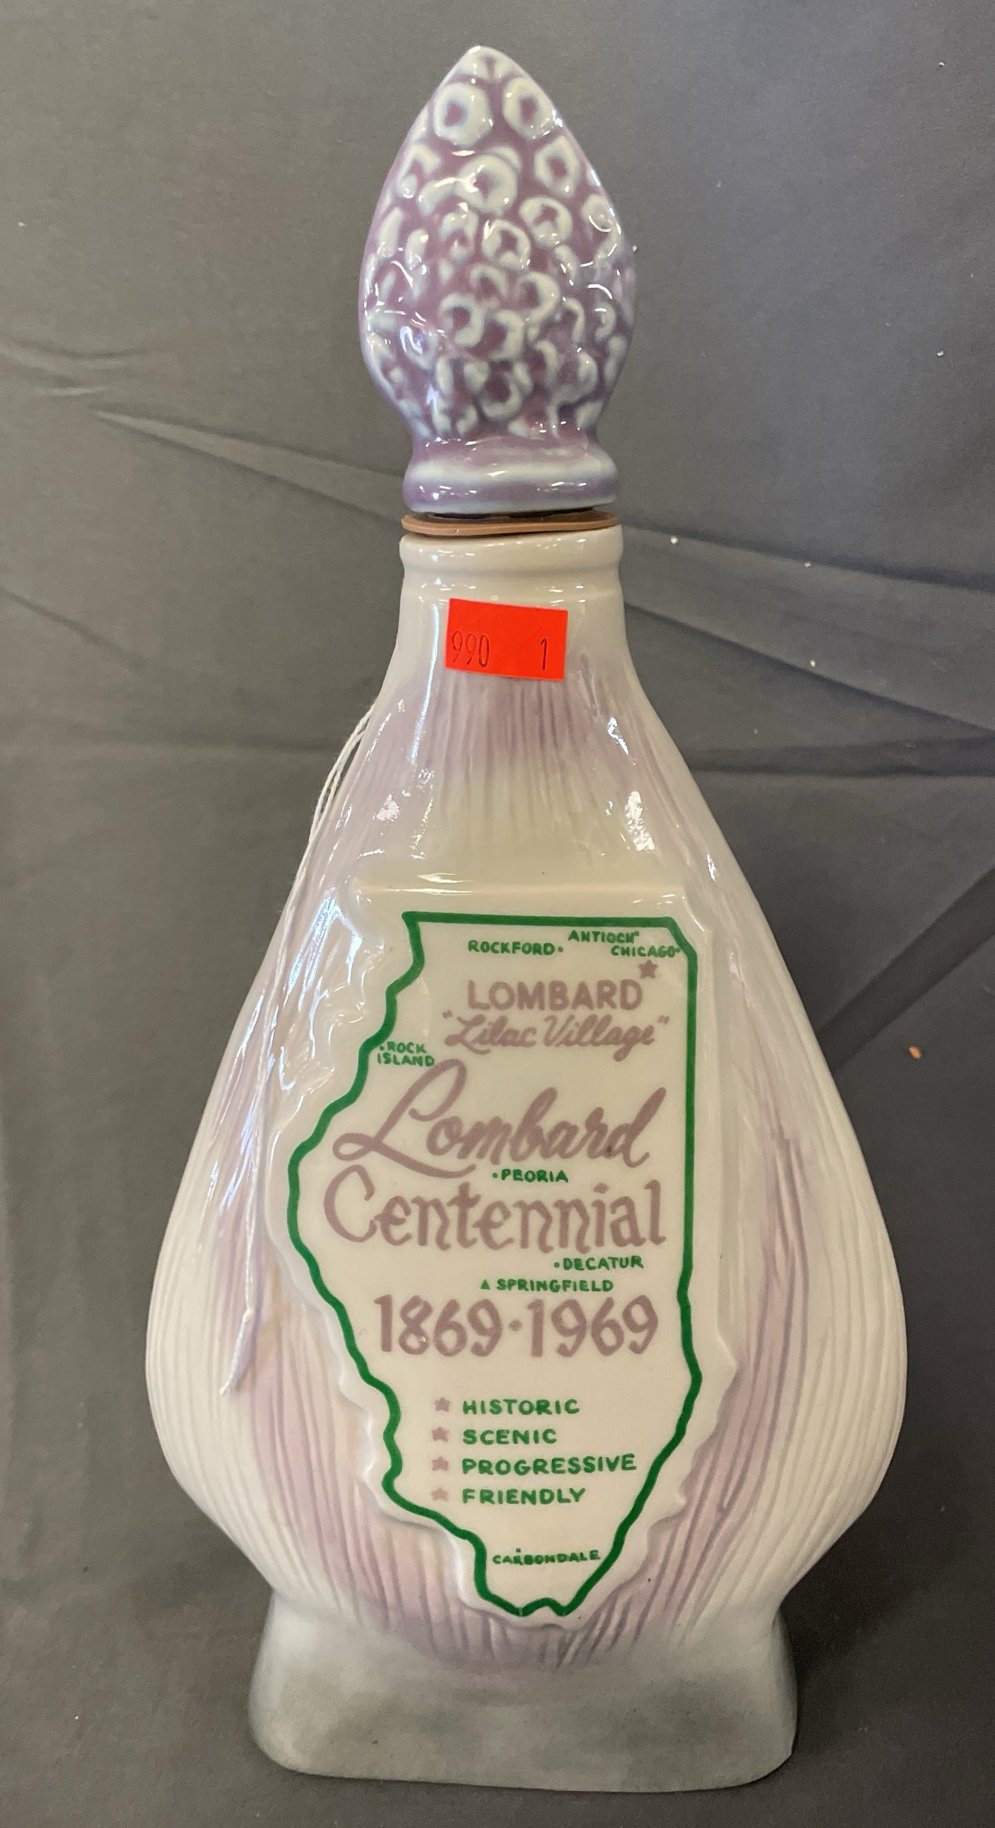 990 1
ROCKFORD·
ANTIOCH
CHICAGO
LOMBARD
"Lilac Village"
·ROCK
ISLAND
Lombard
·PEORIA
Centennial
·DECATUR
SPRINGFIELD
1869·1969
HISTORIC
SCENIC
PROGRESSIVE
FRIENDLY
CARBONDALE